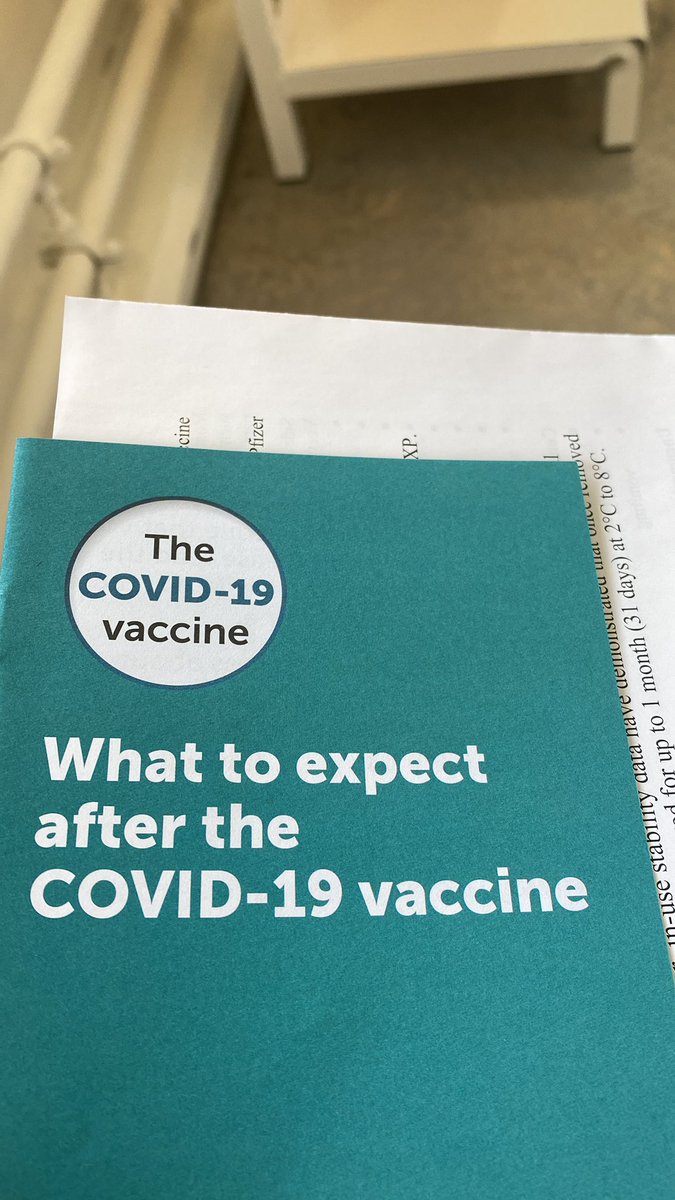 The
COVID-19
vaccine
What to expect
after the
COVID-19 vaccine
cine
Pfizer
XP.
have demonstrated that once removed
in-use stability data
for up to 1 month (31 days) at 2°C to 8°C.